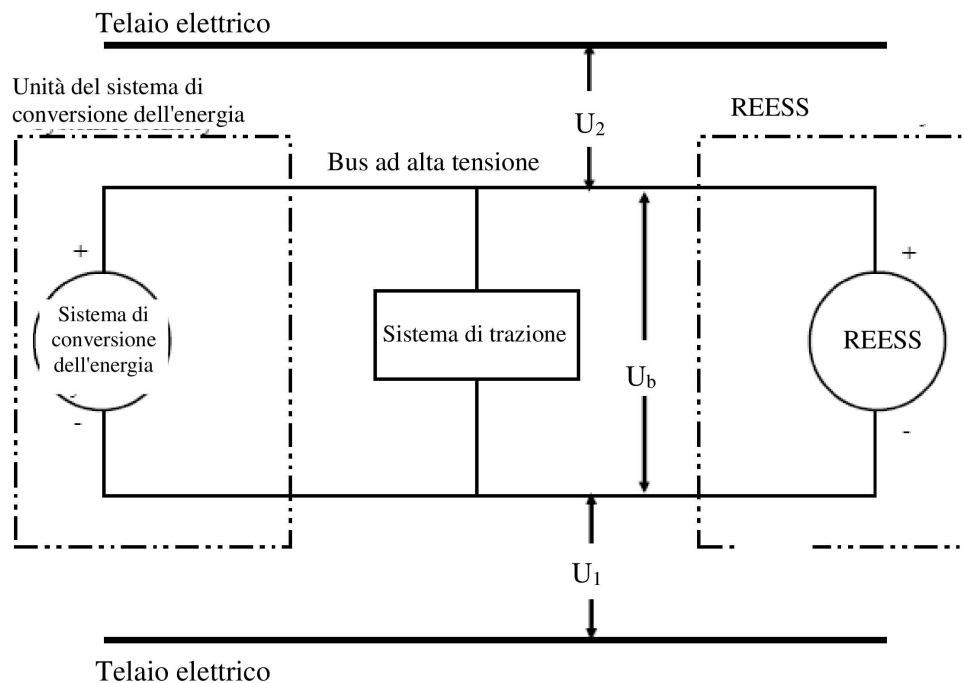 Telaio elettrico
Unità del sistema di
conversione dell'energia
REESS
U2
Bus ad alta tensione
+
+
Sistema di
conversione
dell'energia
Sistema di trazione
REESS
Ub
-
-
U1
Telaio elettrico